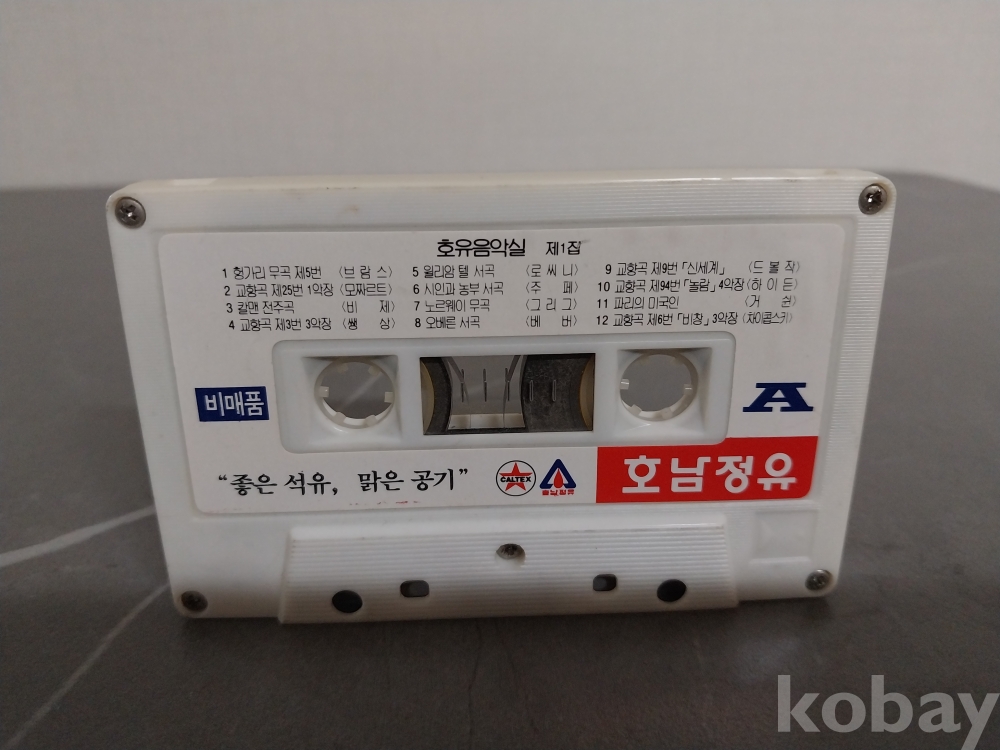 호유음악실 제1집
1 헝가리 무곡 제5번 〈브람스〉
2 교향곡 제25번 1악장 〈모짜르트〉
3 칼맨 전주곡 〈비제〉
4 교향곡 제3번 3악장 〈쌩상〉
5 윌리암 텔 서곡 〈로씨니〉
6 시인과 농부 서곡 〈주페〉
7 노르웨이 무곡 〈그리그〉
8 오베른 서곡 〈베버〉
9 교향곡 제9번「신세계」 〈드볼작〉
10 교향곡 제94번「놀람」4악장 〈하이든〉
11 파리의 미국인 〈거쉰〉
12 교향곡 제6번「비창」3악장 〈차이콥스키〉
비매품
A
“좋은 석유, 맑은 공기”
CALTEX
호남정유
호남정유
kobay